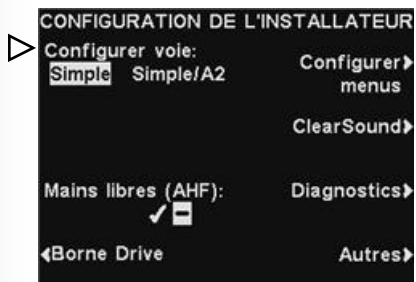 CONFIGURATION DE L'INSTALLATEUR
Configurer voie:
Simple Simple/A2
Configurer
menus
ClearSound
Mains libres (AHF):
Diagnostics
Borne Drive
Autres